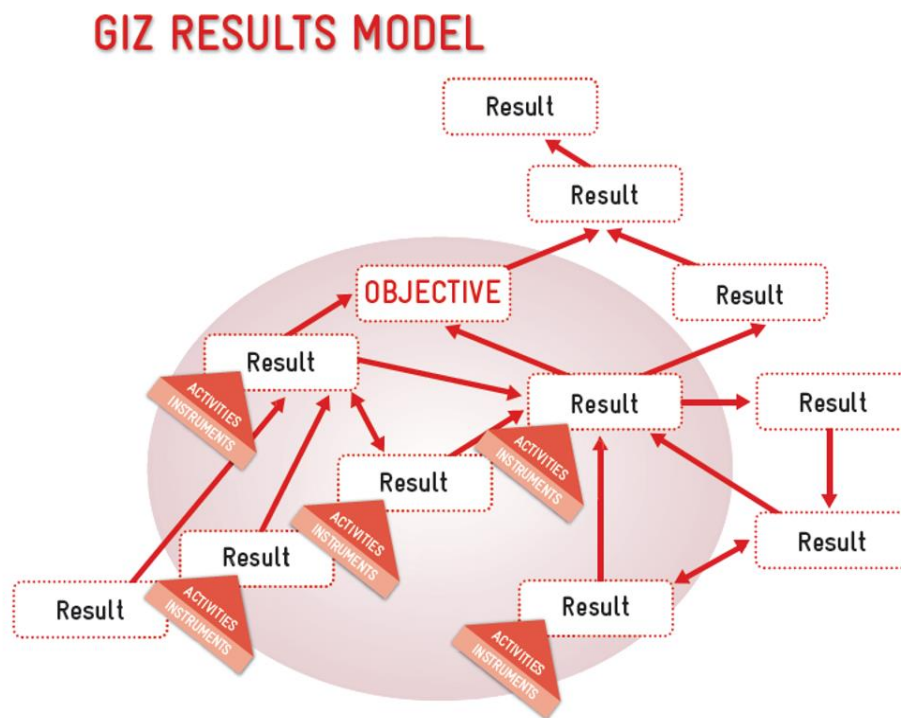 GIZ RESULTS MODEL
Result
Result
OBJECTIVE
Result
Result
ACTIVITIES
INSTRUMENTS
Result
Result
Result
ACTIVITIES
INSTRUMENTS
ACTIVITIES
INSTRUMENTS
Result
Result
ACTIVITIES
INSTRUMENTS
Result
Result
ACTIVITIES
INSTRUMENTS